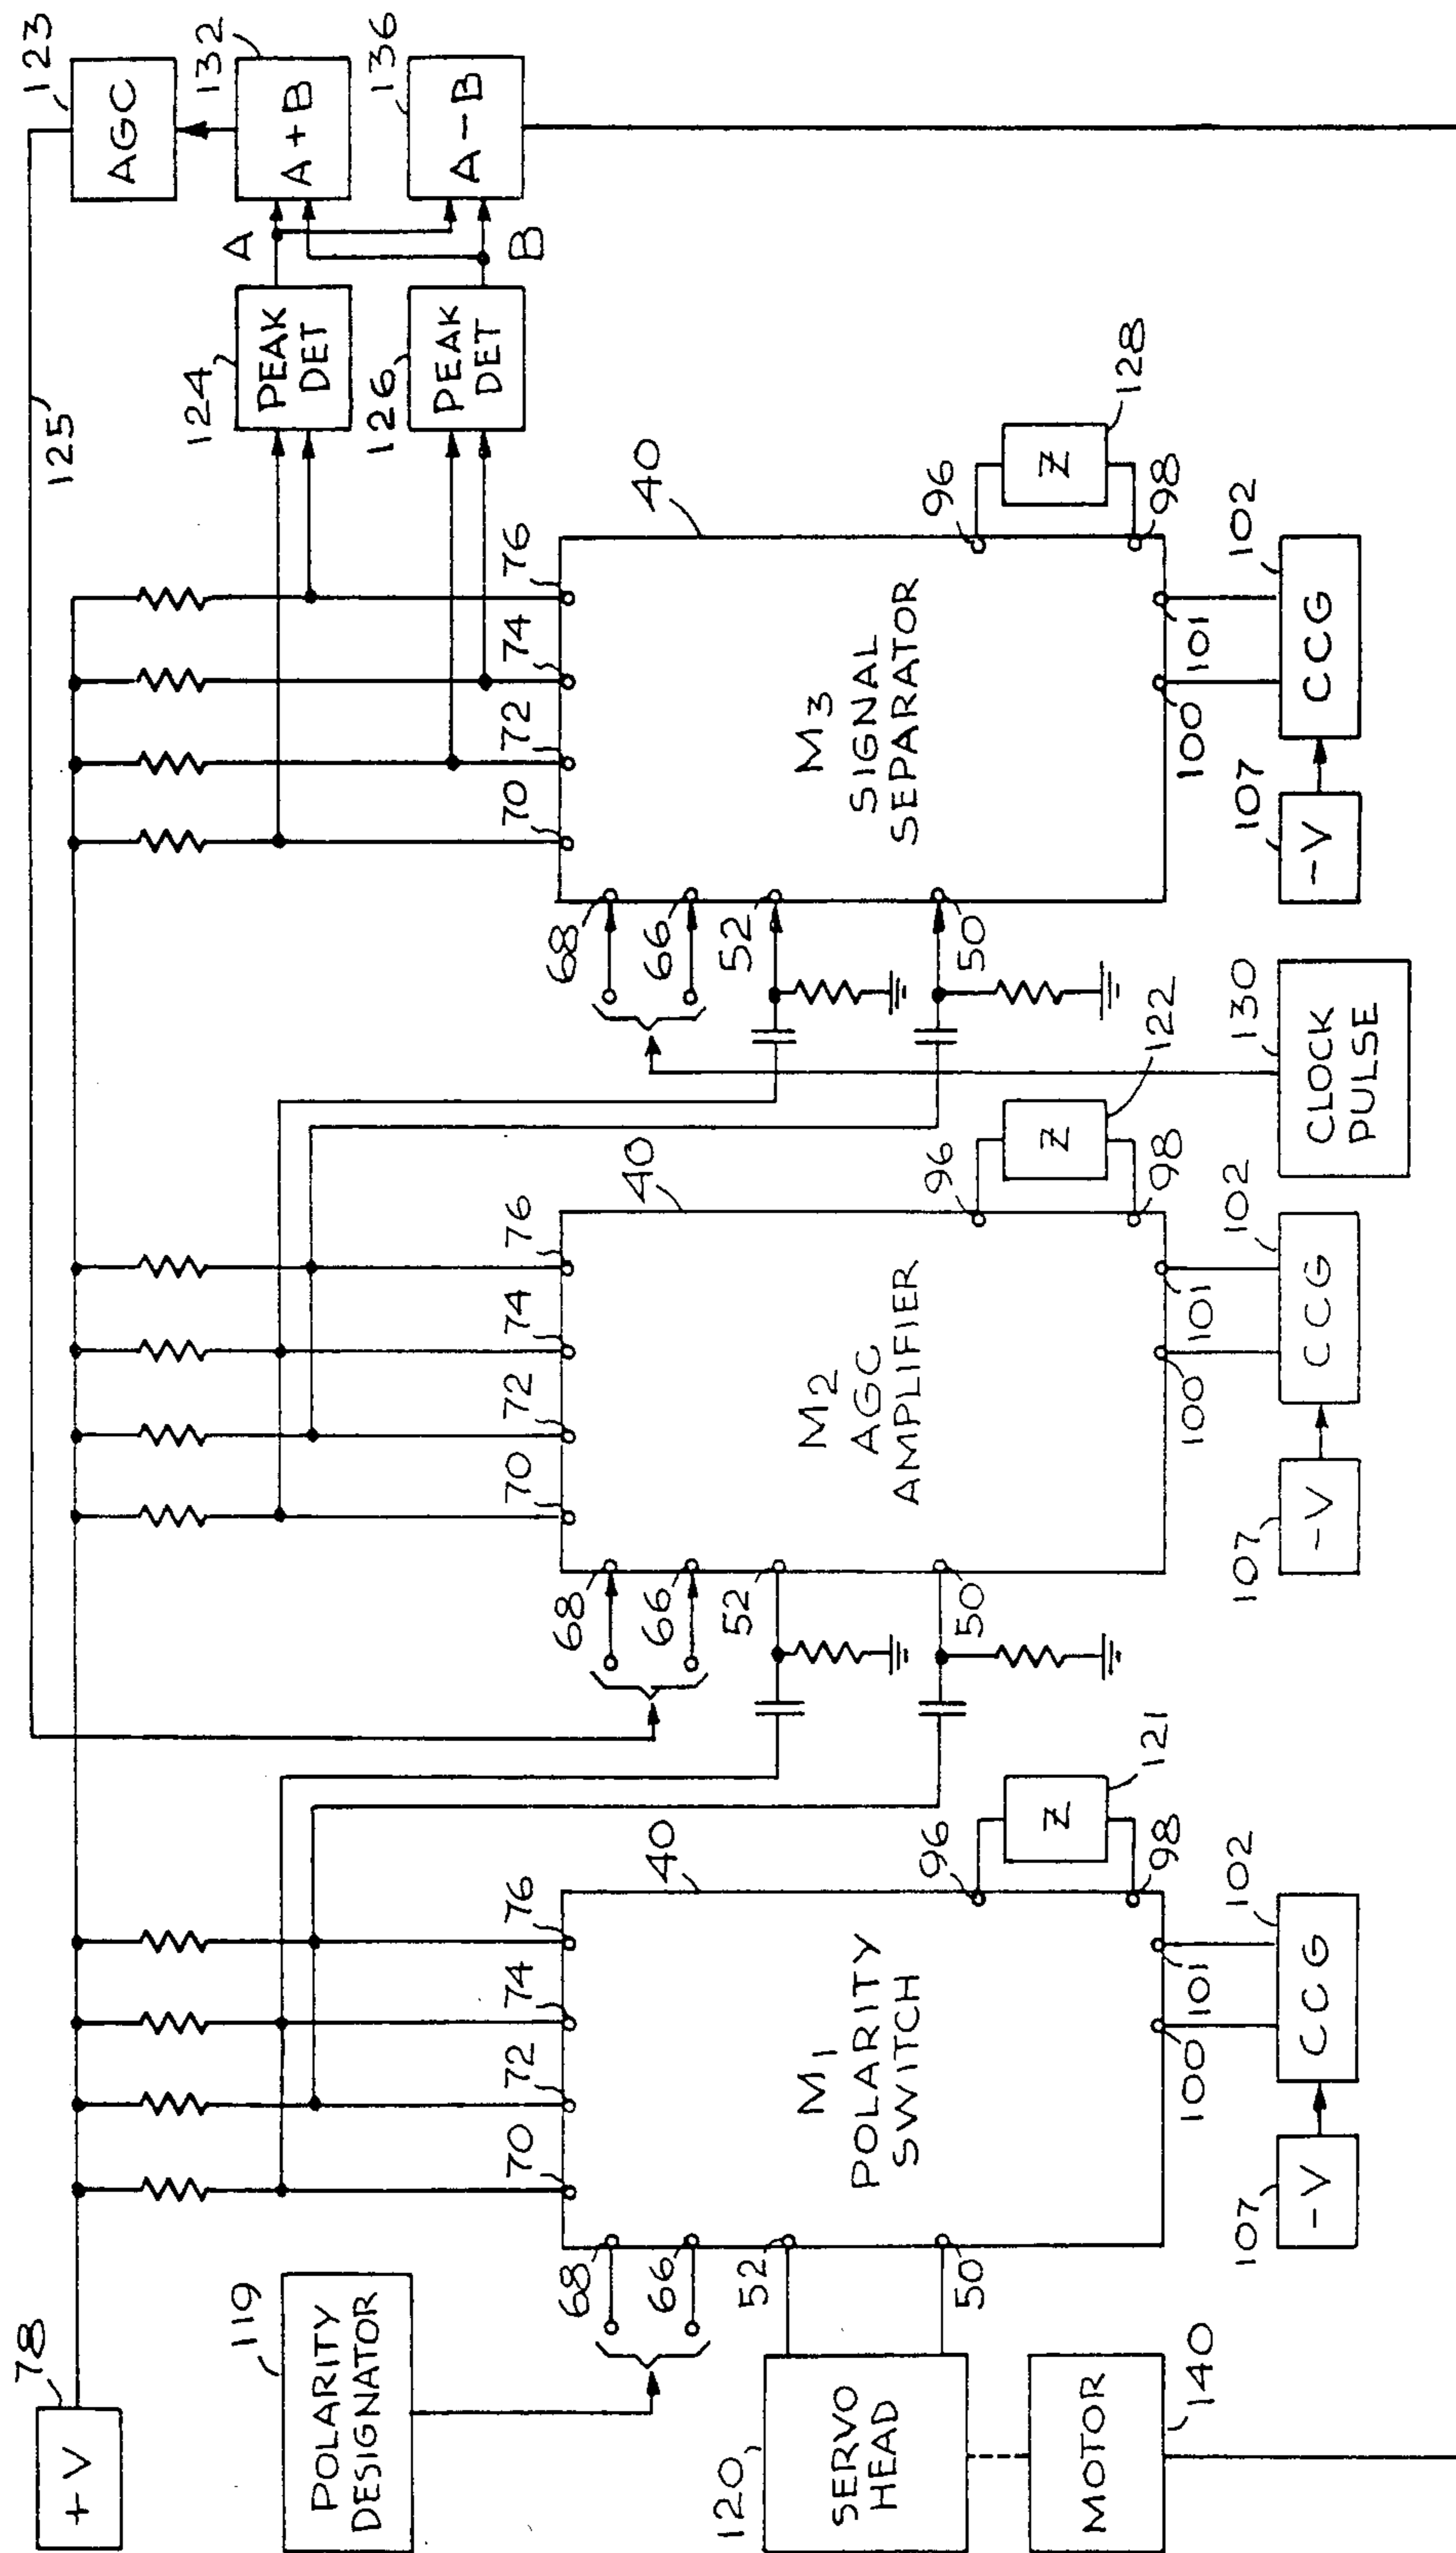 78
+V
119
POLARITY
DESIGNATOR
120
SERVO
HEAD
MOTOR
140
68
66
52
50
70
72
74
76
40
M1
POLARITY
SWITCH
96
98
Z
121
100
101
102
CCG
107
-V
68
66
52
50
70
72
74
76
40
M2
AGC
AMPLIFIER
96
98
Z
122
100
101
102
CCG
107
-V
CLOCK
PULSE
130
68
66
52
50
70
72
74
76
40
M3
SIGNAL
SEPARATOR
96
98
Z
128
100
101
102
CCG
107
-V
125
124
PEAK
DET
126
PEAK
DET
A
B
123
AGC
132
A+B
136
A-B